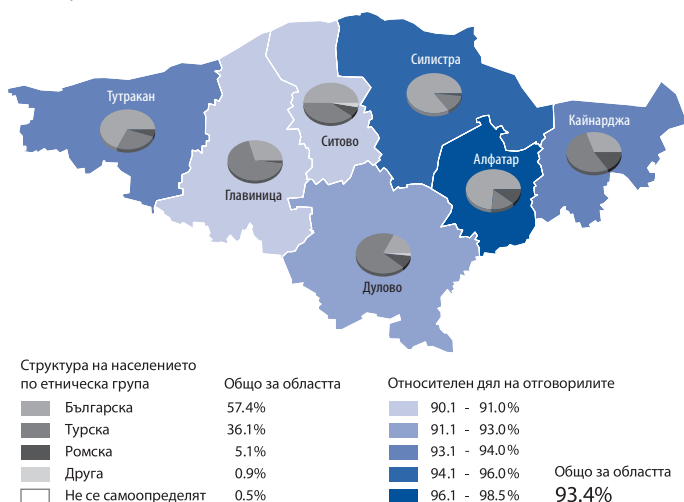 Силистра
Тутракан
Кайнарджа
Ситово
Алфатар
Главиница
Дулово
Структура на населението
по етническа група
Общо за областта
Българска 57.4%
Турска 36.1%
Ромска 5.1%
Друга 0.9%
Не се самоопределят 0.5%
Относителен дял на отговорилите
90.1 - 91.0%
91.1 - 93.0%
93.1 - 94.0%
94.1 - 96.0%
96.1 - 98.5%
Общо за областта
93.4%